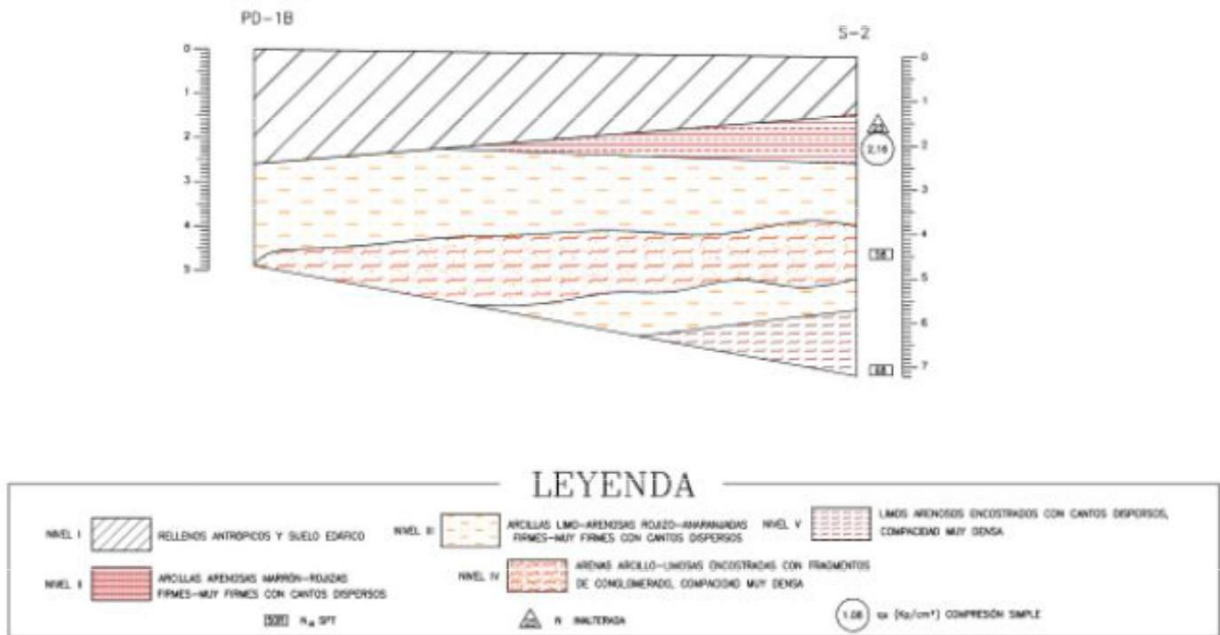 PD-1B
S-2
0
1
2
3
4
5
0
1
2
3
4
5
6
7
2,16
LEYENDA
NIVEL I
RELLENOS ANTRÓPICOS Y SUELO EDÁFICO
NIVEL II
ARCILLAS ARENOSAS MARRÓN-ROJIZAS
FIRMES-MUY FIRMES CON CANTOS DISPERSOS
NIVEL III
ARCILLAS LIMO-ARENOSAS ROJIZO-ANARANJADAS
FIRMES-MUY FIRMES CON CANTOS DISPERSOS
NIVEL IV
ARENAS ARCILLO-LIMOSAS ENCOSTRADAS CON FRAGMENTOS
DE CONGLOMERADO, COMPACIDAD MUY DENSA
NIVEL V
LIMOS ARENOSOS ENCOSTRADOS CON CANTOS DISPERSOS,
COMPACIDAD MUY DENSA
SPT
N INALTERADA
1.08
(Kp/cm²) COMPRESIÓN SIMPLE